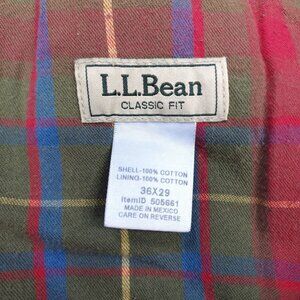 L.L.Bean
CLASSIC FIT
SHELL-100% COTTON
LINING-100% COTTON
36X29
ItemID 505661
MADE IN MEXICO
CARE ON REVERSE